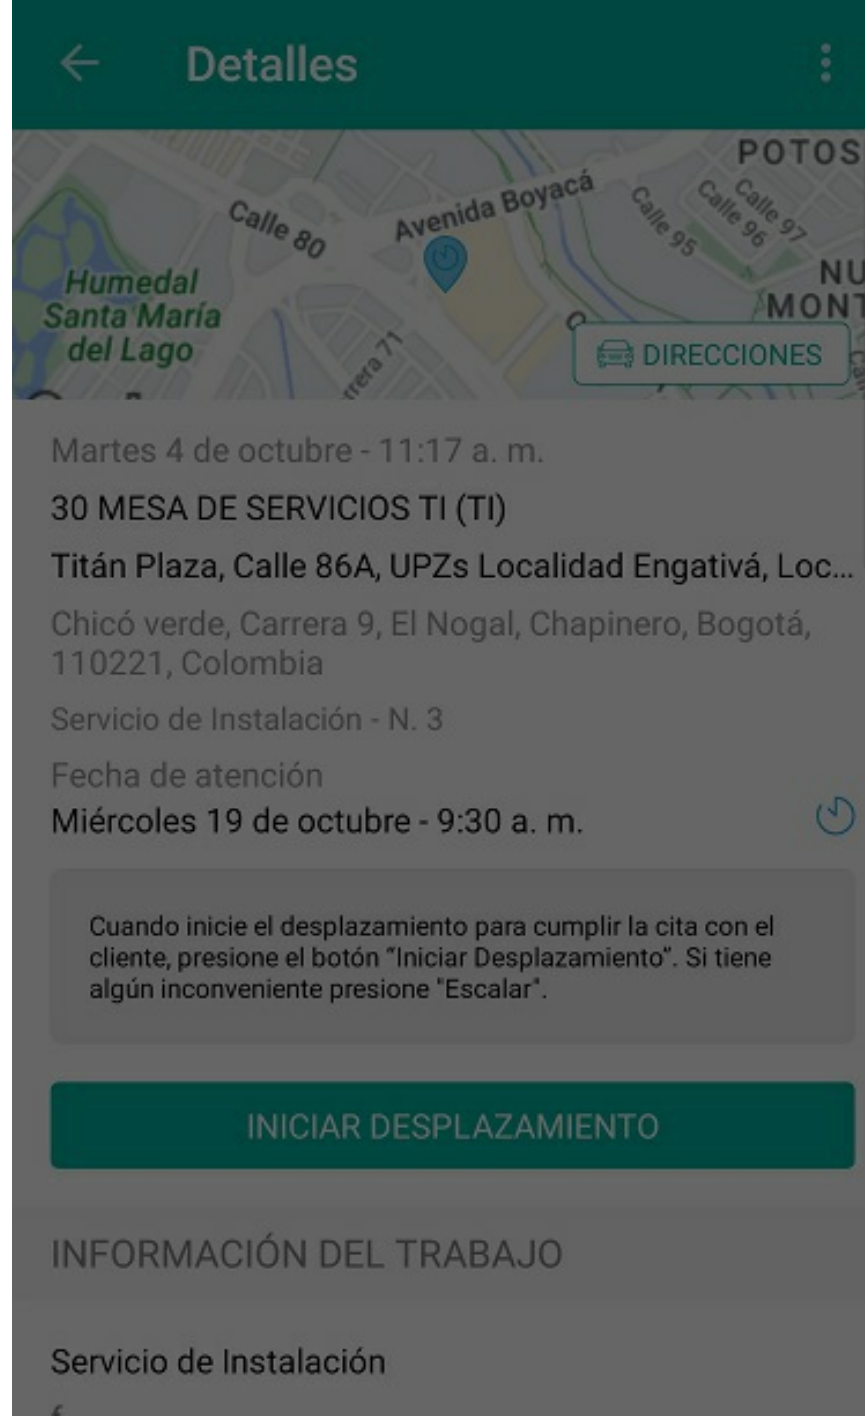 Detalles
POTOS
Calle 80
Avenida Boyacá
Calle 95
Calle 96
Calle 97
Humedal
Santa María
del Lago
NU
MONT
rrera 71
DIRECCIONES
Martes 4 de octubre - 11:17 a. m.
30 MESA DE SERVICIOS TI (TI)
Titán Plaza, Calle 86A, UPZs Localidad Engativá, Loc...
Chicó verde, Carrera 9, El Nogal, Chapinero, Bogotá,
110221, Colombia
Servicio de Instalación - N. 3
Fecha de atención
Miércoles 19 de octubre - 9:30 a. m.
Cuando inicie el desplazamiento para cumplir la cita con el
cliente, presione el botón “Iniciar Desplazamiento”. Si tiene
algún inconveniente presione "Escalar".
INICIAR DESPLAZAMIENTO
INFORMACIÓN DEL TRABAJO
Servicio de Instalación